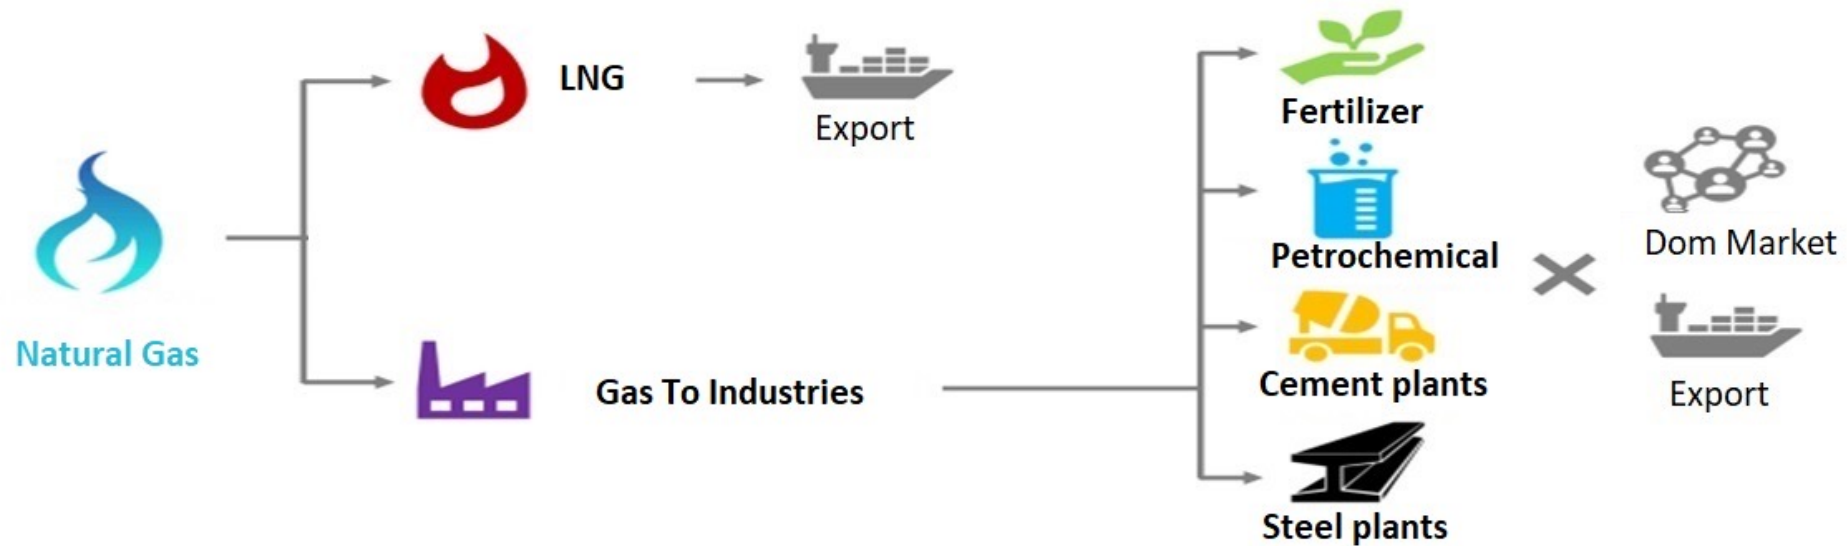 LNG
Export
Natural Gas
Gas To Industries
Fertilizer
Petrochemical
Cement plants
Steel plants
Dom Market
Export